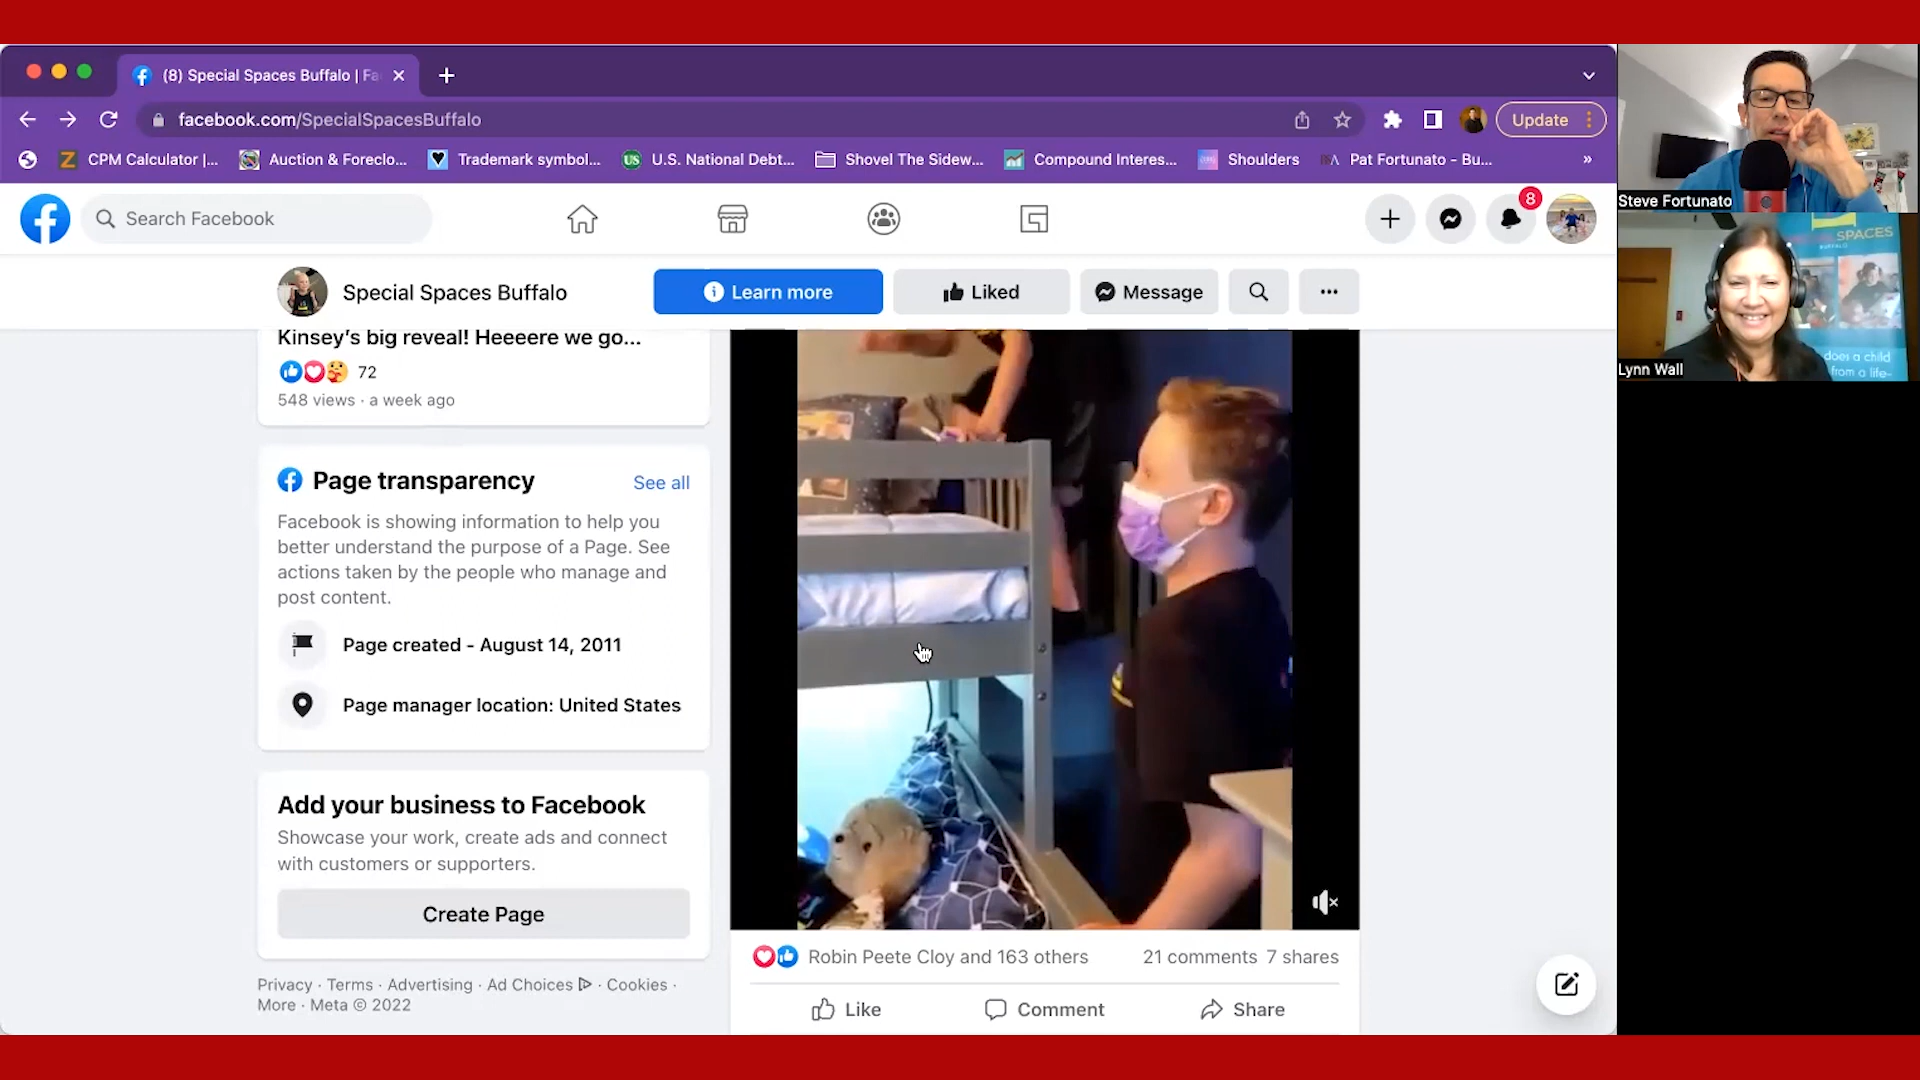 (8) Special Spaces Buffalo | Fa
facebook.com/SpecialSpacesBuffalo
Update
CPM Calculator |...
Auction & Foreclo...
Trademark symbol...
US
U.S. National Debt...
Shovel The Sidew...
Compound Interes...
Shoulders
Pat Fortunato - Bu...
»
Search Facebook
8
Special Spaces Buffalo
Learn more
Liked
Message
Kinsey's big reveal! Heeeere we go...
72
548 views · a week ago
Page transparency
See all
Facebook is showing information to help you
better understand the purpose of a Page. See
actions taken by the people who manage and
post content.
Page created - August 14, 2011
Page manager location: United States
Add your business to Facebook
Showcase your work, create ads and connect
with customers or supporters.
Create Page
Privacy · Terms · Advertising · Ad Choices · Cookies ·
More · Meta © 2022
Robin Peete Cloy and 163 others
21 comments 7 shares
Like
Comment
Share
Steve Fortunato
SPACES
BUFFALO
does a child
from a life-
Lynn Wall